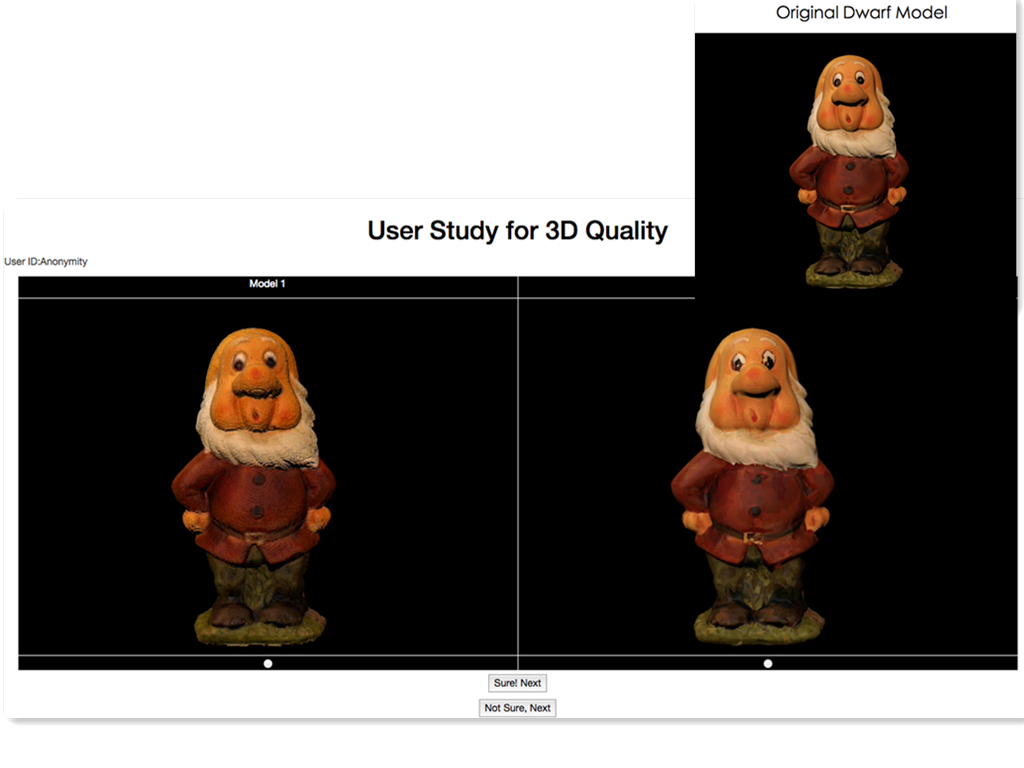 Original Dwarf Model
User Study for 3D Quality
User ID:Anonymity
Model 1
Sure! Next
Not Sure, Next